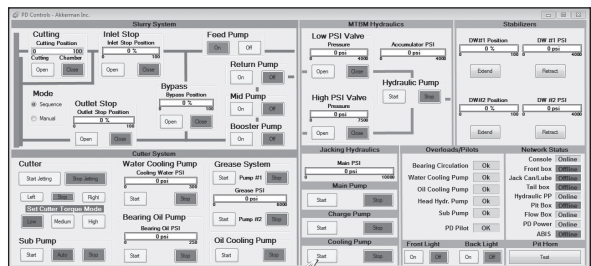 PD Controls - Akkerman Inc.
Slurry System
Cutting
Cutting Position
0 100
Cutting Chamber
Open Close
Inlet Stop
Inlet Stop Position
0 %
0 100
Open Close
Feed Pump
On Off
Return Pump
On Off
Mode
Sequence
Manual
Outlet Stop
Outlet Stop Position
0 %
0 100
Open Close
Bypass
Bypass Position
0 %
0 100
Open Close
Mid Pump
On Off
Booster Pump
On Off
MTBM Hydraulics
Low PSI Valve
Pressure
0 psi
0 4000
Accumulator PSI
0 psi
0 4000
Open Close
Hydraulic Pump
Start Stop
High PSI Valve
Pressure
0 psi
0 7500
Open Close
Stabilizers
DW#1 Position
0 %
0 100
DW #1 PSI
0 psi
0 4000
Extend Retract
DW#2 Position
0 %
0 100
DW #2 PSI
0 psi
0 4000
Extend Retract
Cutter System
Cutter
Start Jetting Stop Jetting
Left Stop Right
Set Cutter Torque Mode
Low Medium High
Sub Pump
Start Auto Stop
Water Cooling Pump
Cooling Water PSI
0 psi
0 300
Start Stop
Bearing Oil Pump
Bearing Oil PSI
0 psi
0 250
Start Stop
Grease System
Start Pump #1 Stop
Grease PSI
0 psi
0 6000
Start Pump #2 Stop
Oil Cooling Pump
Start Stop
Jacking Hydraulics
Main PSI
0 psi
0 10000
Main Pump
Start Stop
Charge Pump
Start Stop
Cooling Pump
Start Stop
Overloads/Pilots
Bearing Circulation Ok
Water Cooling Pump Ok
Oil Cooling Pump Ok
Head Hydr. Pump Ok
Sub Pump Ok
PD Pilot OK
Front Light Back Light
On Off On Off
Network Status
Console Online
Front box Offline
Jack Can/Lube Offline
Tail box Offline
Hydraulic PP Online
Pit Box Offline
Flow Box Online
PD Power Online
ABIS Offline
Pit Horn
Test